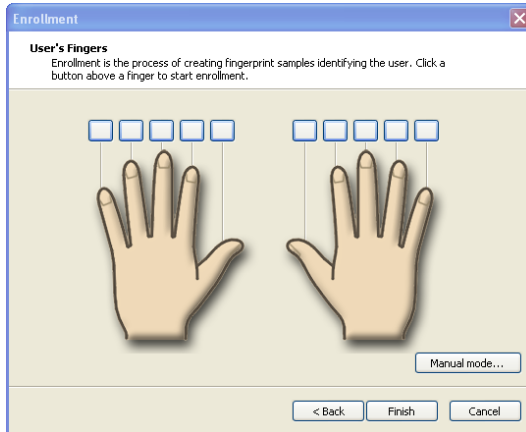 Enrollment
User's Fingers
Enrollment is the process of creating fingerprint samples identifying the user. Click a
button above a finger to start enrollment.
Manual mode...
< Back
Finish
Cancel